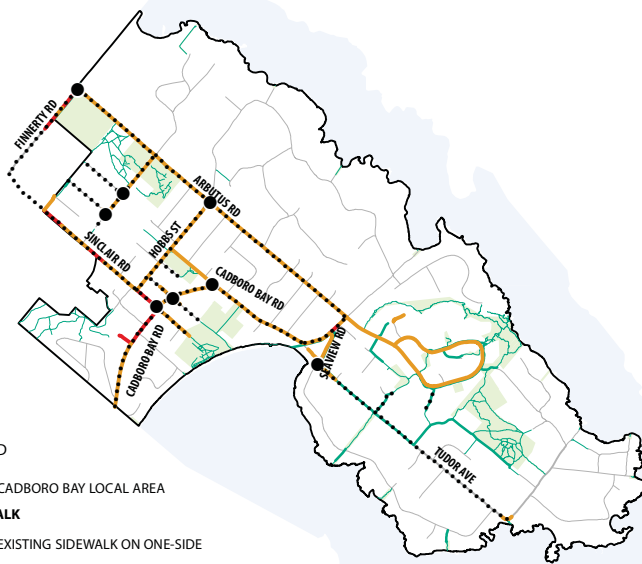 FINNERTY RD
ARBUTUS RD
HOBBS ST
SINCLAIR RD
CADBORO BAY RD
CADBORO BAY RD
SEAVIEW RD
TUDOR AVE
D
CADBORO BAY LOCAL AREA
ALK
EXISTING SIDEWALK ON ONE-SIDE